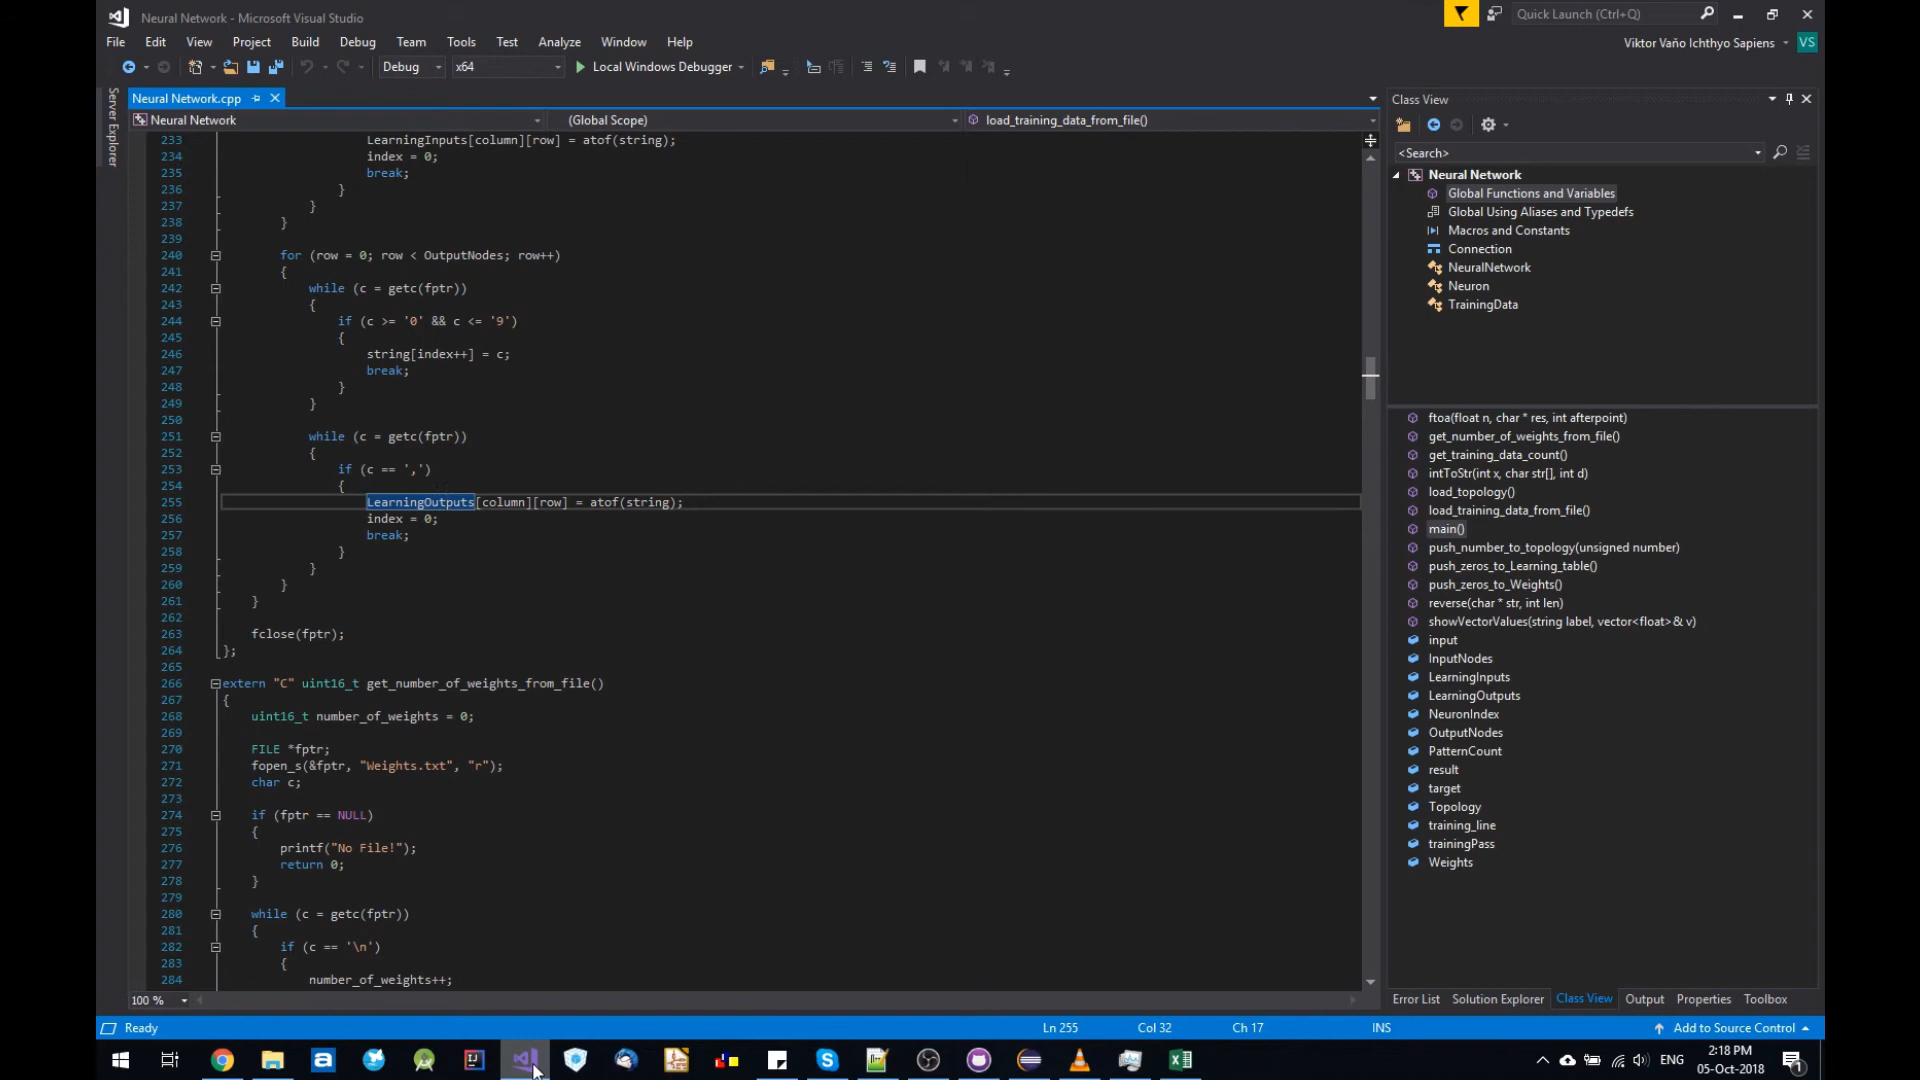 Neural Network - Microsoft Visual Studio
Quick Launch (Ctrl+Q)
File Edit View Project Build Debug Team Tools Test Analyze Window Help
Viktor Vaňo Ichthyo Sapiens VS
Debug x64 Local Windows Debugger
Server Explorer
Neural Network.cpp
Neural Network (Global Scope) load_training_data_from_file()
233 LearningInputs[column][row] = atof(string);
234 index = 0;
235 break;
236 }
237 }
238 }
239
240 for (row = 0; row < OutputNodes; row++)
241 {
242 while (c = getc(fptr))
243 {
244 if (c >= '0' && c <= '9')
245 {
246 string[index++] = c;
247 break;
248 }
249 }
250
251 while (c = getc(fptr))
252 {
253 if (c == ',')
254 {
255 LearningOutputs[column][row] = atof(string);
256 index = 0;
257 break;
258 }
259 }
260 }
261 }
262
263 fclose(fptr);
264 };
265
266 extern "C" uint16_t get_number_of_weights_from_file()
267 {
268 uint16_t number_of_weights = 0;
269
270 FILE *fptr;
271 fopen_s(&fptr, "Weights.txt", "r");
272 char c;
273
274 if (fptr == NULL)
275 {
276 printf("No File!");
277 return 0;
278 }
279
280 while (c = getc(fptr))
281 {
282 if (c == '\n')
283 {
284 number_of_weights++;
100 %
Class View
<Search>
Neural Network
Global Functions and Variables
Global Using Aliases and Typedefs
Macros and Constants
Connection
NeuralNetwork
Neuron
TrainingData
ftoa(float n, char * res, int afterpoint)
get_number_of_weights_from_file()
get_training_data_count()
intToStr(int x, char str[], int d)
load_topology()
load_training_data_from_file()
main()
push_number_to_topology(unsigned number)
push_zeros_to_Learning_table()
push_zeros_to_Weights()
reverse(char * str, int len)
showVectorValues(string label, vector<float>& v)
input
InputNodes
LearningInputs
LearningOutputs
NeuronIndex
OutputNodes
PatternCount
result
target
Topology
training_line
trainingPass
Weights
Error List Solution Explorer Class View Output Properties Toolbox
Ready Ln 255 Col 32 Ch 17 INS Add to Source Control
ENG 2:18 PM
05-Oct-2018
1